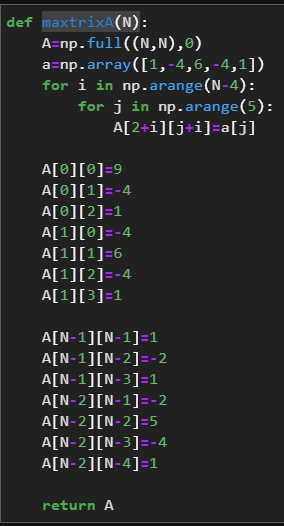 def maxtrixA(N):
    A=np.full((N,N),0)
    a=np.array([1,-4,6,-4,1])
    for i in np.arange(N-4):
        for j in np.arange(5):
            A[2+i][j+i]=a[j]
    A[0][0]=9
    A[0][1]=-4
    A[0][2]=1
    A[1][0]=-4
    A[1][1]=6
    A[1][2]=-4
    A[1][3]=1
    A[N-1][N-1]=1
    A[N-1][N-2]=-2
    A[N-1][N-3]=1
    A[N-2][N-1]=-2
    A[N-2][N-2]=5
    A[N-2][N-3]=-4
    A[N-2][N-4]=1
    return A